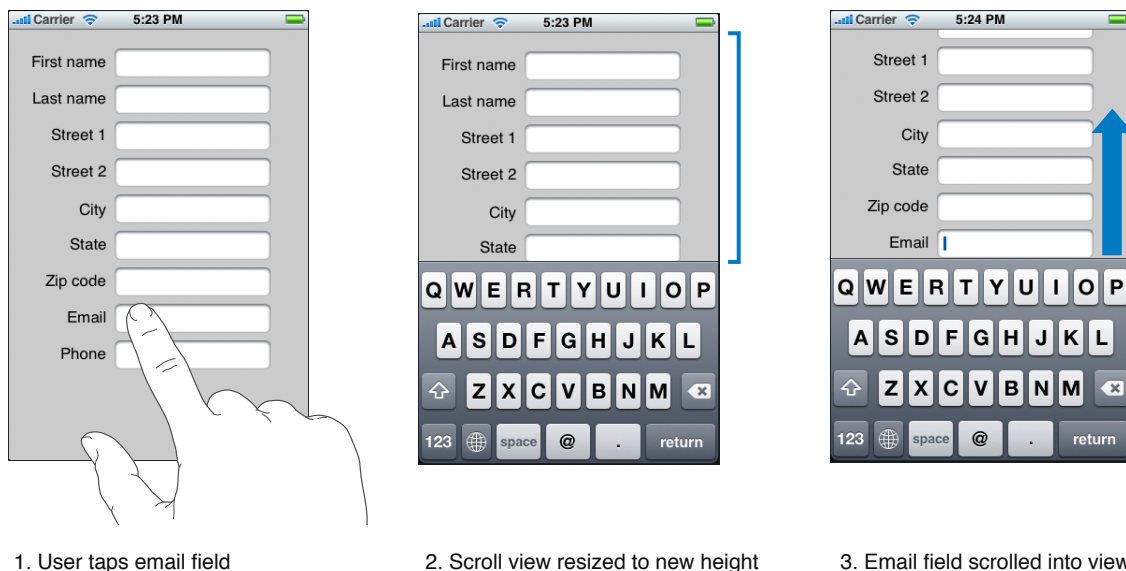 Carrier 5:23 PM
First name
Last name
Street 1
Street 2
City
State
Zip code
Email
Phone
1. User taps email field
Carrier 5:23 PM
First name
Last name
Street 1
Street 2
City
State
Q W E R T Y U I O P
A S D F G H J K L
Z X C V B N M
123 space @ . return
2. Scroll view resized to new height
Carrier 5:24 PM
Street 1
Street 2
City
State
Zip code
Email
Q W E R T Y U I O P
A S D F G H J K L
Z X C V B N M
123 space @ . return
3. Email field scrolled into view